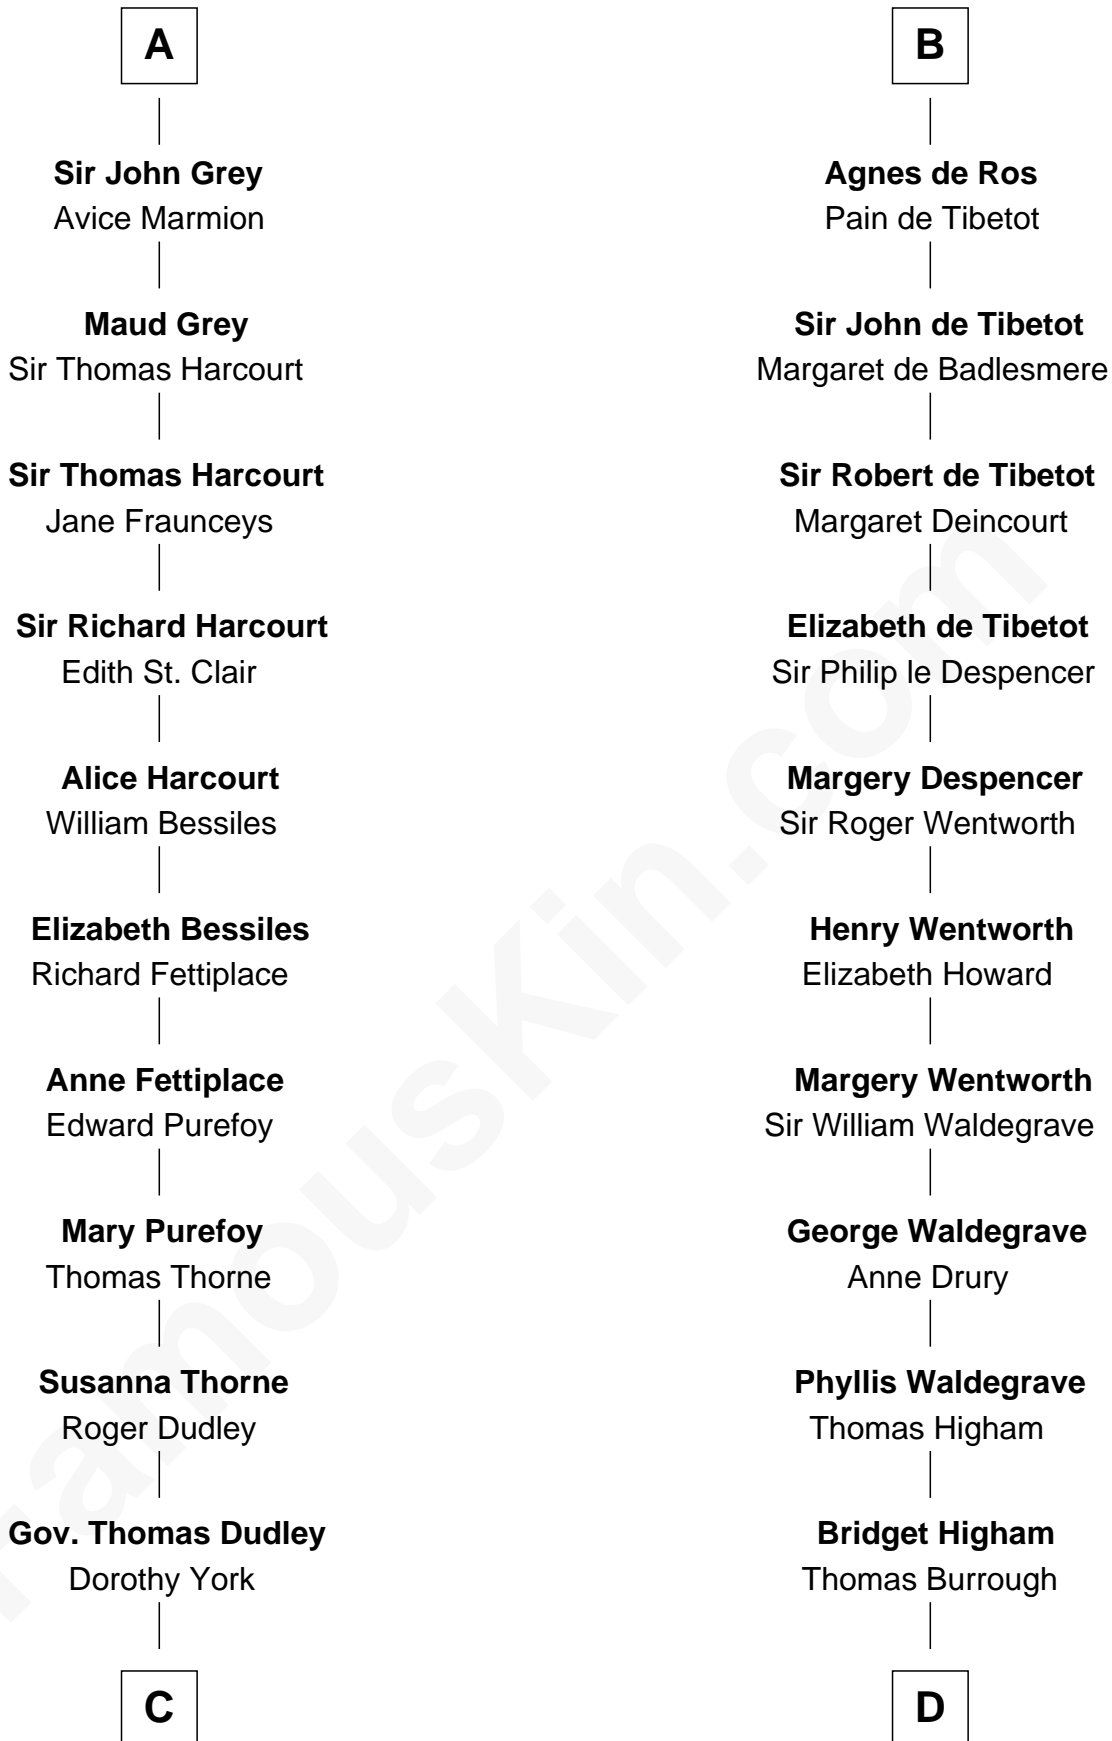 A
Sir John Grey
Avice Marmion
Maud Grey
Sir Thomas Harcourt
Sir Thomas Harcourt
Jane Fraunceys
Sir Richard Harcourt
Edith St. Clair
Alice Harcourt
William Bessiles
Elizabeth Bessiles
Richard Fettiplace
Anne Fettiplace
Edward Purefoy
Mary Purefoy
Thomas Thorne
Susanna Thorne
Roger Dudley
Gov. Thomas Dudley
Dorothy York
C
B
Agnes de Ros
Pain de Tibetot
Sir John de Tibetot
Margaret de Badlesmere
Sir Robert de Tibetot
Margaret Deincourt
Elizabeth de Tibetot
Sir Philip le Despencer
Margery Despencer
Sir Roger Wentworth
Henry Wentworth
Elizabeth Howard
Margery Wentworth
Sir William Waldegrave
George Waldegrave
Anne Drury
Phyllis Waldegrave
Thomas Higham
Bridget Higham
Thomas Burrough
D
FamousKin.com